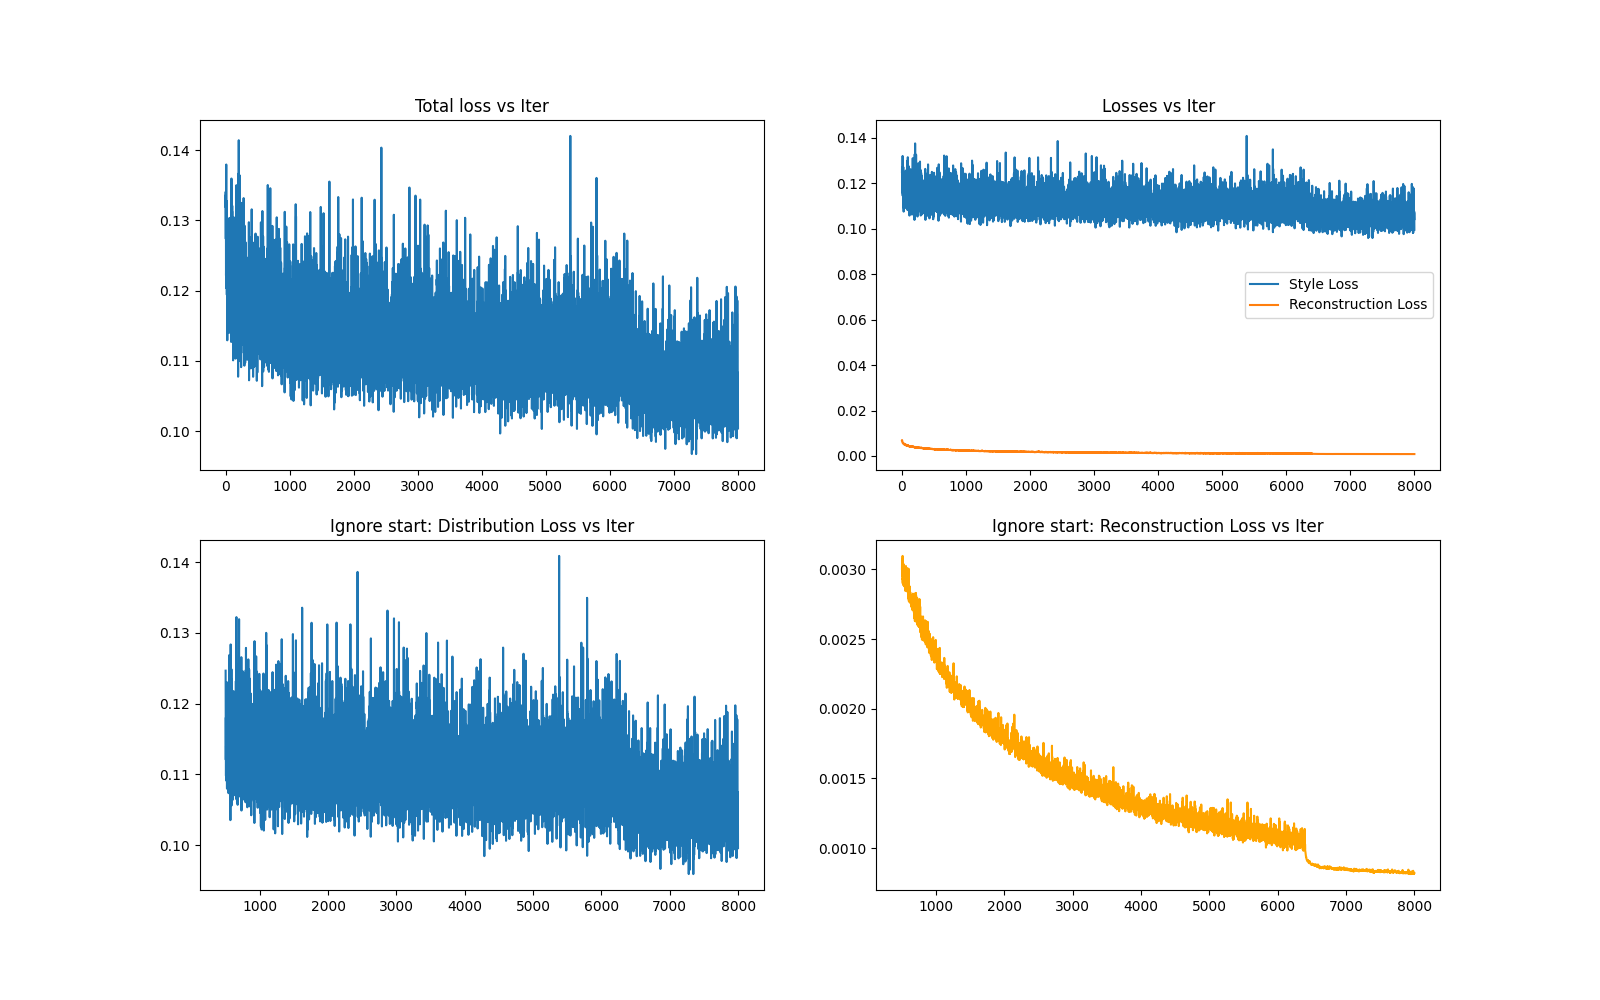 Total loss vs Iter
0.14
0.13
0.12
0.11
0.10
0 1000 2000 3000 4000 5000 6000 7000 8000
Losses vs Iter
0.14
0.12
0.10
0.08
0.06
0.04
0.02
0.00
Style Loss
Reconstruction Loss
0 1000 2000 3000 4000 5000 6000 7000 8000
Ignore start: Distribution Loss vs Iter
0.14
0.13
0.12
0.11
0.10
1000 2000 3000 4000 5000 6000 7000 8000
Ignore start: Reconstruction Loss vs Iter
0.0030
0.0025
0.0020
0.0015
0.0010
1000 2000 3000 4000 5000 6000 7000 8000